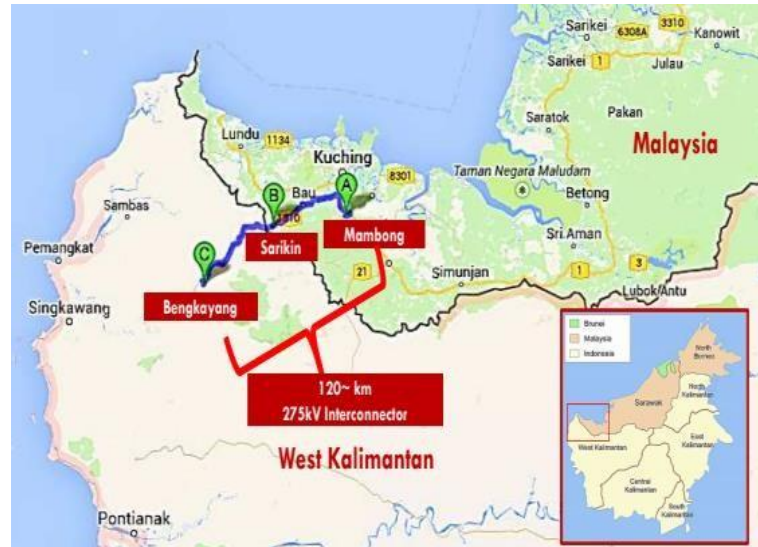 Sarikei
6308A
3310
Kanowit
Sarikei
1
Julau
Lundu
1134
Saratok
Pakan
Kuching
8301
Malaysia
A
Taman Negara Maludam
B
Bau
Betong
Sambas
Sarikin
Mambong
Sri Aman
C
Pemangkat
21
Simunjan
1
3
Bengkayang
Lubok Antu
Singkawang
120~ km
275kV Interconnector
West Kalimantan
Pontianak
Brunei
Malaysia
Indonesia
North
Borneo
Sarawak
North
Kalimantan
West Kalimantan
East
Kalimantan
Central
Kalimantan
South
Kalimantan